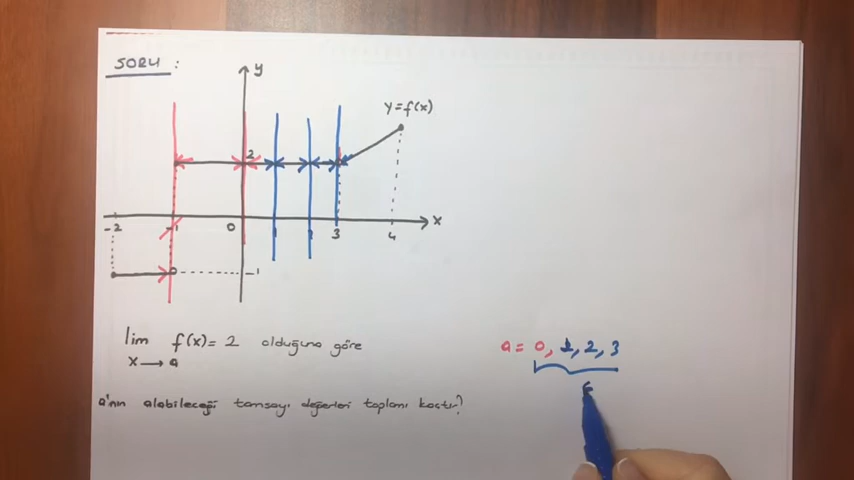 SORU :
y
y=f(x)
2
-2 -1 0 1 2 3 4 x
-1
lim f(x)= 2 olduğuna göre
x → a
a = 0, 1, 2, 3
a'nın alabileceği tamsayı değerleri toplamı kaçtır?